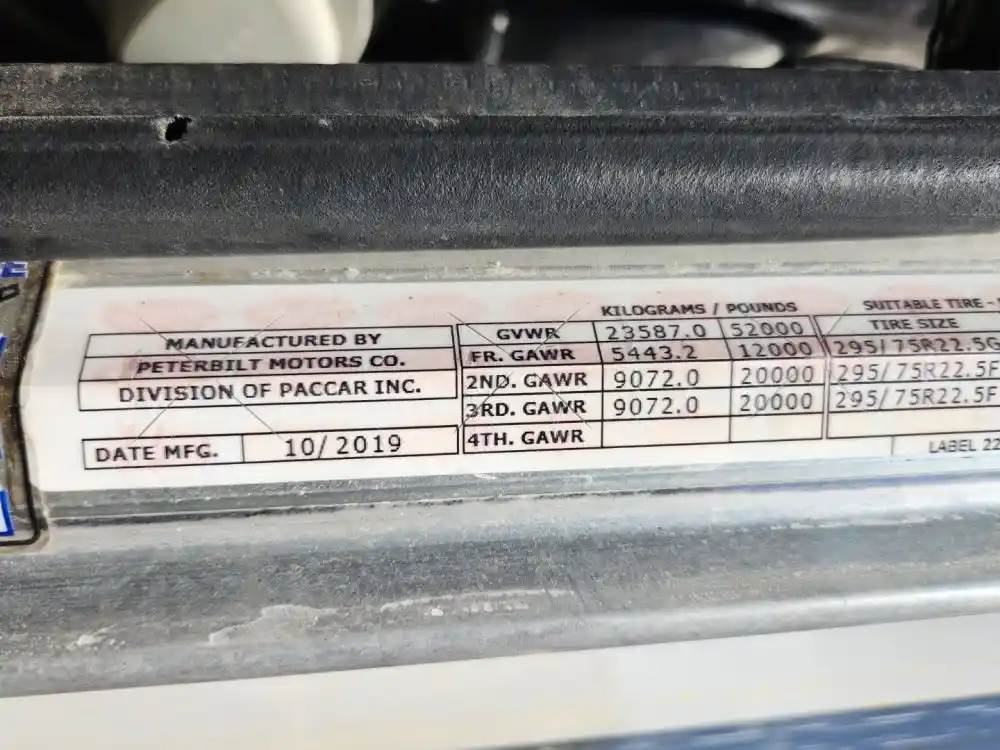 KILOGRAMS / POUNDS SUITABLE TIRE -
MANUFACTURED BY GVWR 23587.0 52000 TIRE SIZE
PETERBILT MOTORS CO. FR. GAWR 5443.2 12000 295/75R22.5G
DIVISION OF PACCAR INC. 2ND. GAWR 9072.0 20000 295/75R22.5F
3RD. GAWR 9072.0 20000 295/75R22.5F
DATE MFG. 10/2019 4TH. GAWR
LABEL 22